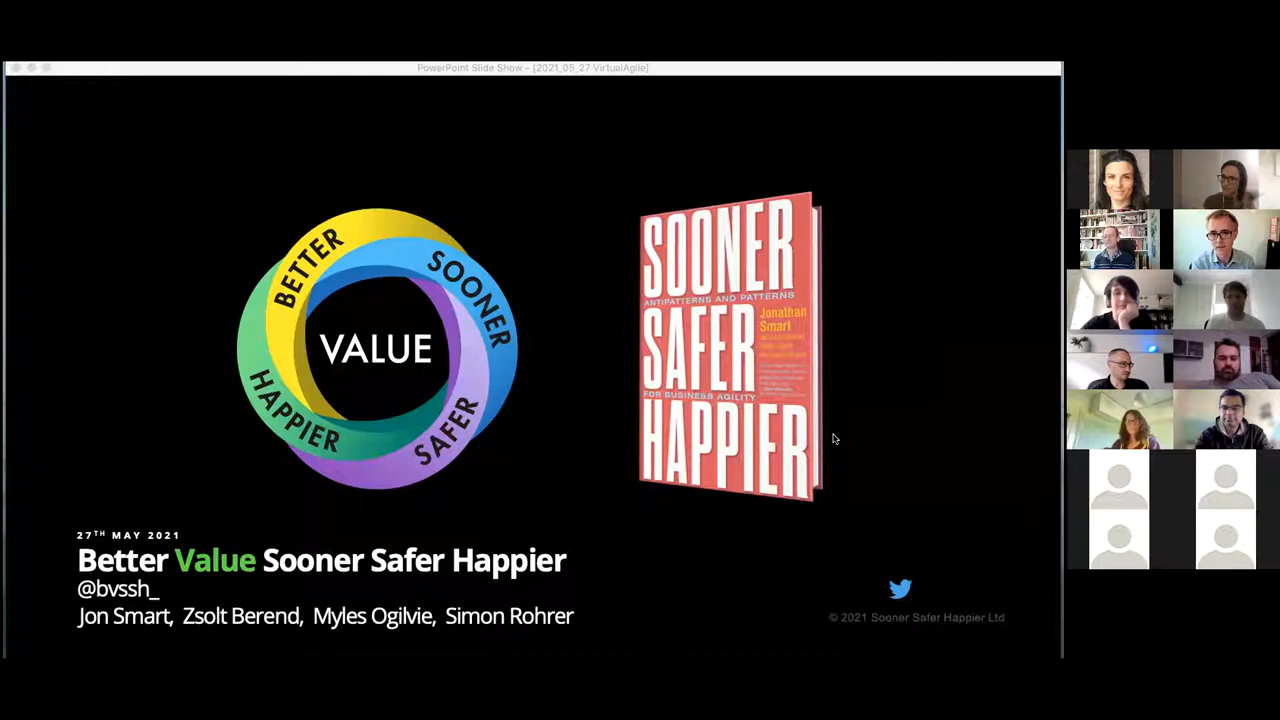 PowerPoint Slide Show - [2021_05_27 VirtualAgile]
BETTER
SOONER
VALUE
HAPPIER
SAFER
SOONER
ANTIPATTERNS AND PATTERNS
Jonathan
Smart
SAFER
FOR BUSINESS AGILITY
HAPPIER
27TH MAY 2021
Better Value Sooner Safer Happier
@bvssh_
Jon Smart, Zsolt Berend, Myles Ogilvie, Simon Rohrer
© 2021 Sooner Safer Happier Ltd